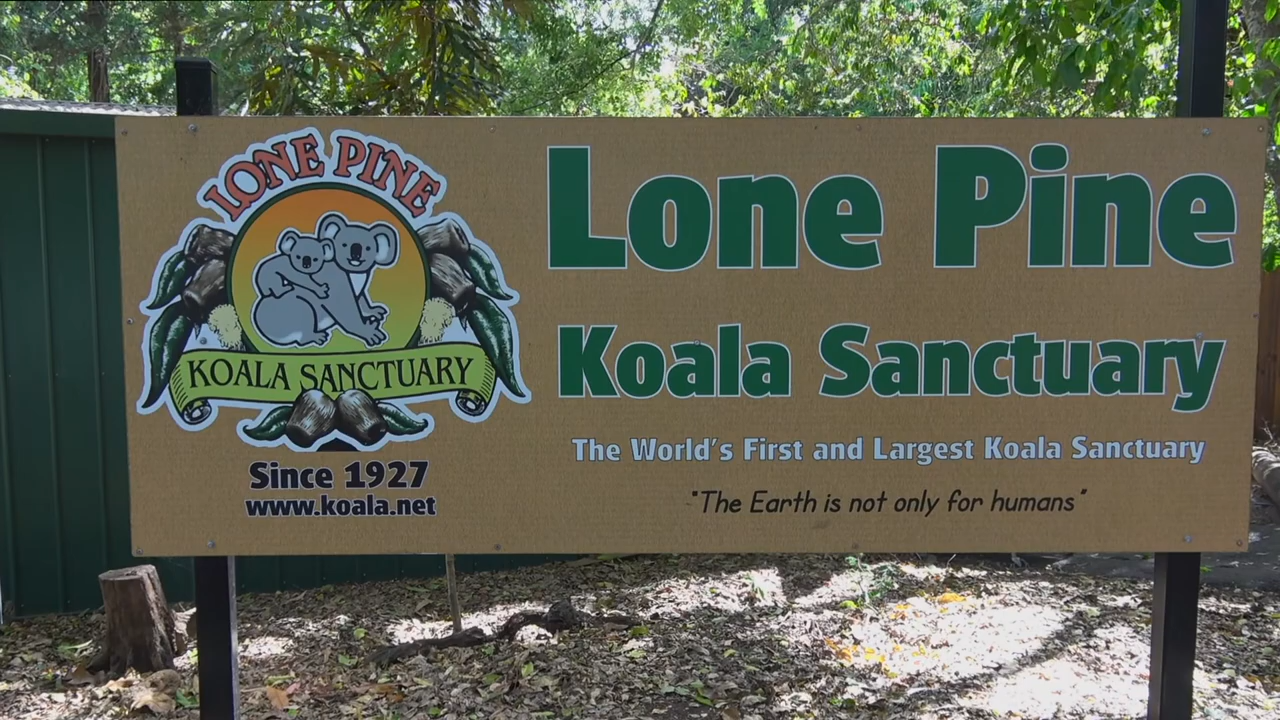 LONE PINE
KOALA SANCTUARY
Since 1927
www.koala.net
Lone Pine
Koala Sanctuary
The World's First and Largest Koala Sanctuary
"The Earth is not only for humans"